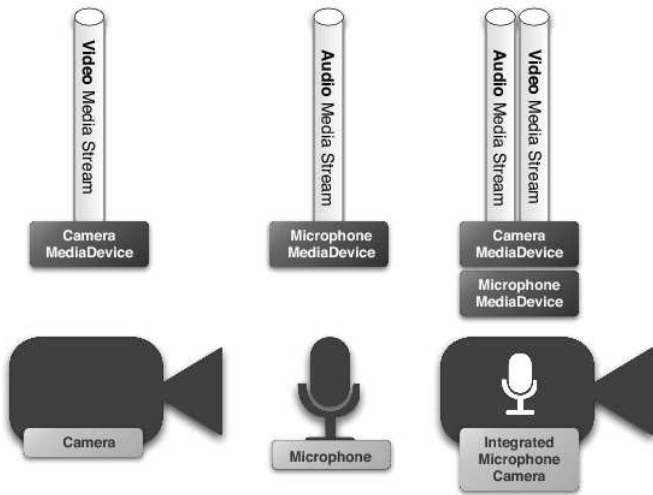 Video Media Stream
Audio Media Stream
Audio Media Stream
Video Media Stream
Camera
MediaDevice
Microphone
MediaDevice
Camera
MediaDevice
Microphone
MediaDevice
Camera
Microphone
Integrated
Microphone
Camera